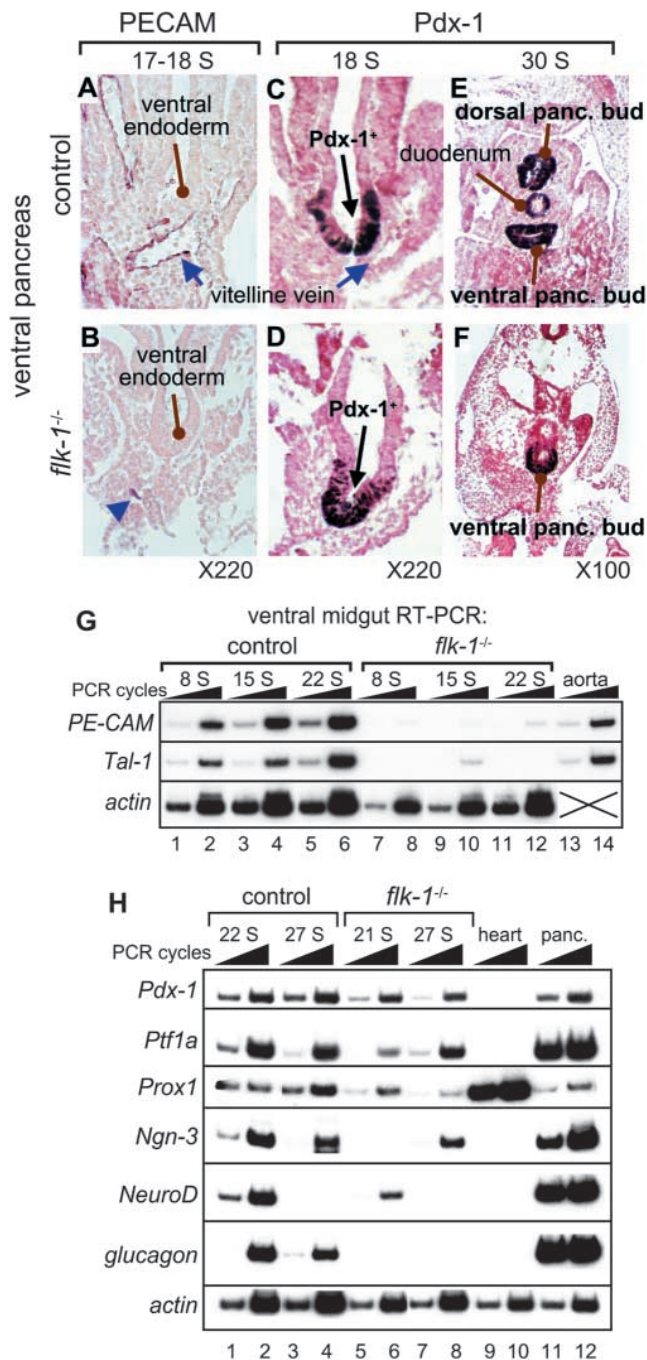 PECAM Pdx-1
17-18 S 18 S 30 S
A C E
ventral endoderm
Pdx-1+
dorsal panc. bud
duodenum
control
vitelline vein
ventral panc. bud
ventral pancreas
B D F
ventral endoderm
Pdx-1+
flk-1-/-
ventral panc. bud
X220 X220 X100
G ventral midgut RT-PCR:
control flk-1-/-
PCR cycles 8 S 15 S 22 S 8 S 15 S 22 S aorta
PE-CAM
Tal-1
actin
1 2 3 4 5 6 7 8 9 10 11 12 13 14
H control flk-1-/-
PCR cycles 22 S 27 S 21 S 27 S heart panc.
Pdx-1
Ptf1a
Prox1
Ngn-3
NeuroD
glucagon
actin
1 2 3 4 5 6 7 8 9 10 11 12